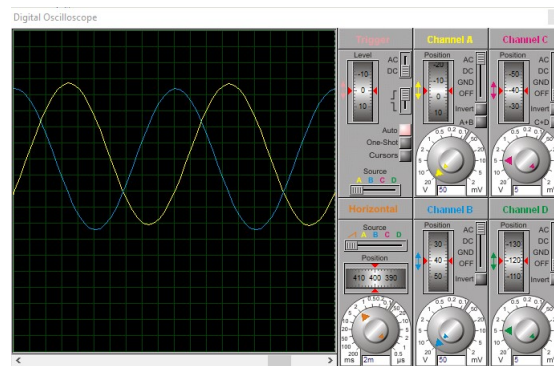 Digital Oscilloscope
Trigger
Level
AC
DC
-10
0
10
Auto
One-Shot
Cursors
Source
A B C D
Channel A
Position
AC
DC
GND
OFF
-20
-10
0
10
Invert
A+B
V 50 mV
Channel C
Position
AC
DC
GND
OFF
-50
-40
-30
Invert
C+D
V 5 mV
Horizontal
Source
A B C D
Position
410 400 390
ms 2m µs
Channel B
Position
AC
DC
GND
OFF
30
40
50
Invert
V 50 mV
Channel D
Position
AC
DC
GND
OFF
-130
-120
-110
Invert
V 5 mV